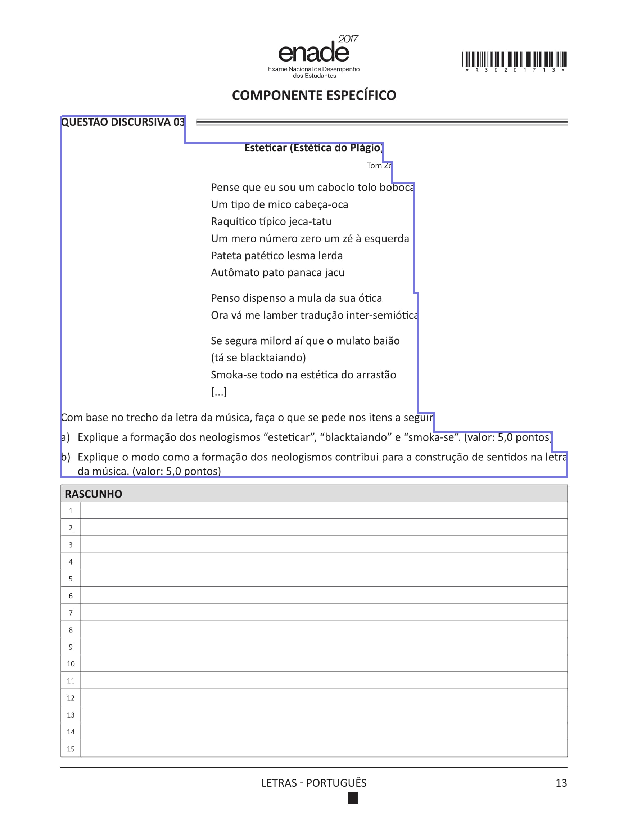 enade 2017
Exame Nacional de Desempenho
dos Estudantes
*R3020171 3*
COMPONENTE ESPECÍFICO
QUESTÃO DISCURSIVA 03
Esteticar (Estética do Plágio)
Tom Zé
Pense que eu sou um caboclo tolo boboca
Um tipo de mico cabeça-oca
Raquítico típico jeca-tatu
Um mero número zero um zé à esquerda
Pateta patético lesma lerda
Autômato pato panaca jacu
Penso dispenso a mula da sua ótica
Ora vá me lamber tradução inter-semiótica
Se segura milord aí que o mulato baião
(tá se blacktaiando)
Smoka-se todo na estética do arrastão
[...]
Com base no trecho da letra da música, faça o que se pede nos itens a seguir.
a) Explique a formação dos neologismos “esteticar”, “blacktaiando” e “smoka-se”. (valor: 5,0 pontos)
b) Explique o modo como a formação dos neologismos contribui para a construção de sentidos na letra
da música. (valor: 5,0 pontos)
RASCUNHO
1
2
3
4
5
6
7
8
9
10
11
12
13
14
15
LETRAS - PORTUGUÊS
13